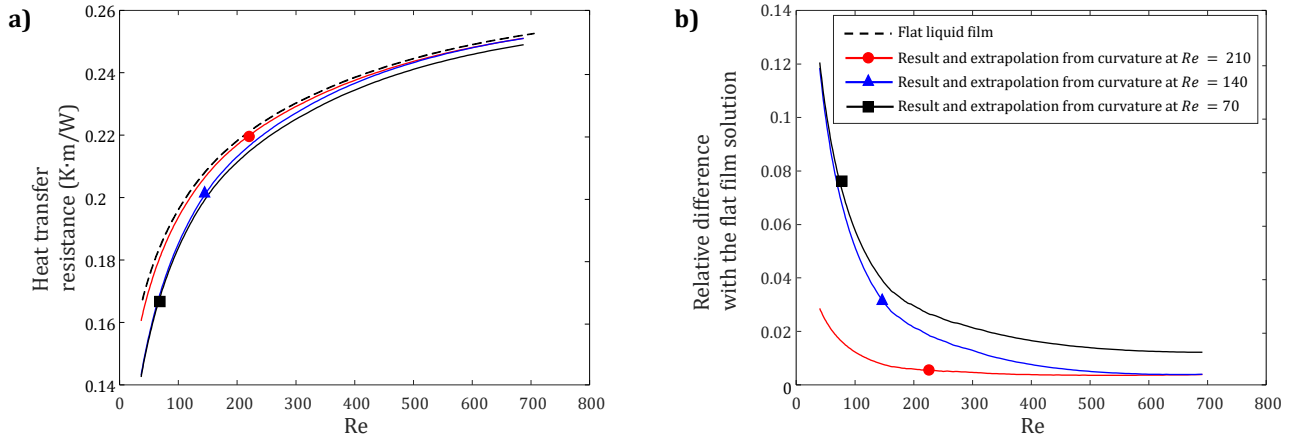 a)
Heat transfer
resistance (K·m/W)
0.26
0.24
0.22
0.2
0.18
0.16
0.14
0
100
200
300
400
500
600
700
800
Re
b)
Relative difference
with the flat film solution
0.14
0.12
0.1
0.08
0.06
0.04
0.02
0
0
100
200
300
400
500
600
700
800
Re
Flat liquid film
Result and extrapolation from curvature at Re = 210
Result and extrapolation from curvature at Re = 140
Result and extrapolation from curvature at Re = 70